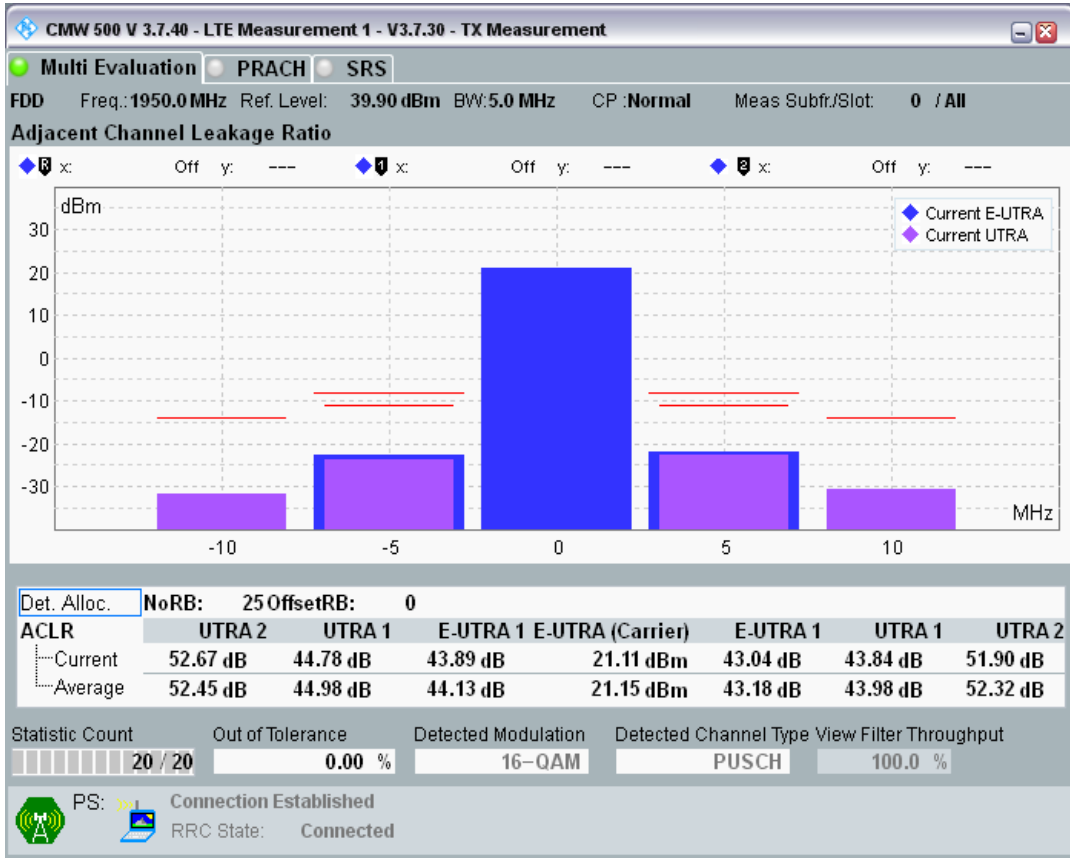 CMW 500 V 3.7.40 - LTE Measurement 1 - V3.7.30 - TX Measurement
Multi Evaluation PRACH SRS
FDD Freq.: 1950.0 MHz Ref. Level: 39.90 dBm BW: 5.0 MHz CP : Normal Meas Subfr./Slot: 0 / All
Adjacent Channel Leakage Ratio
R x: Off y: --- 1 x: Off y: --- 2 x: Off y: ---
dBm
Current E-UTRA
Current UTRA
30
20
10
0
-10
-20
-30
MHz
-10 -5 0 5 10
Det. Alloc. NoRB: 25 OffsetRB: 0
ACLR UTRA 2 UTRA 1 E-UTRA 1 E-UTRA (Carrier) E-UTRA 1 UTRA 1 UTRA 2
Current 52.67 dB 44.78 dB 43.89 dB 21.11 dBm 43.04 dB 43.84 dB 51.90 dB
Average 52.45 dB 44.98 dB 44.13 dB 21.15 dBm 43.18 dB 43.98 dB 52.32 dB
Statistic Count Out of Tolerance Detected Modulation Detected Channel Type View Filter Throughput
20 / 20 0.00 % 16-QAM PUSCH 100.0 %
PS: Connection Established
RRC State: Connected